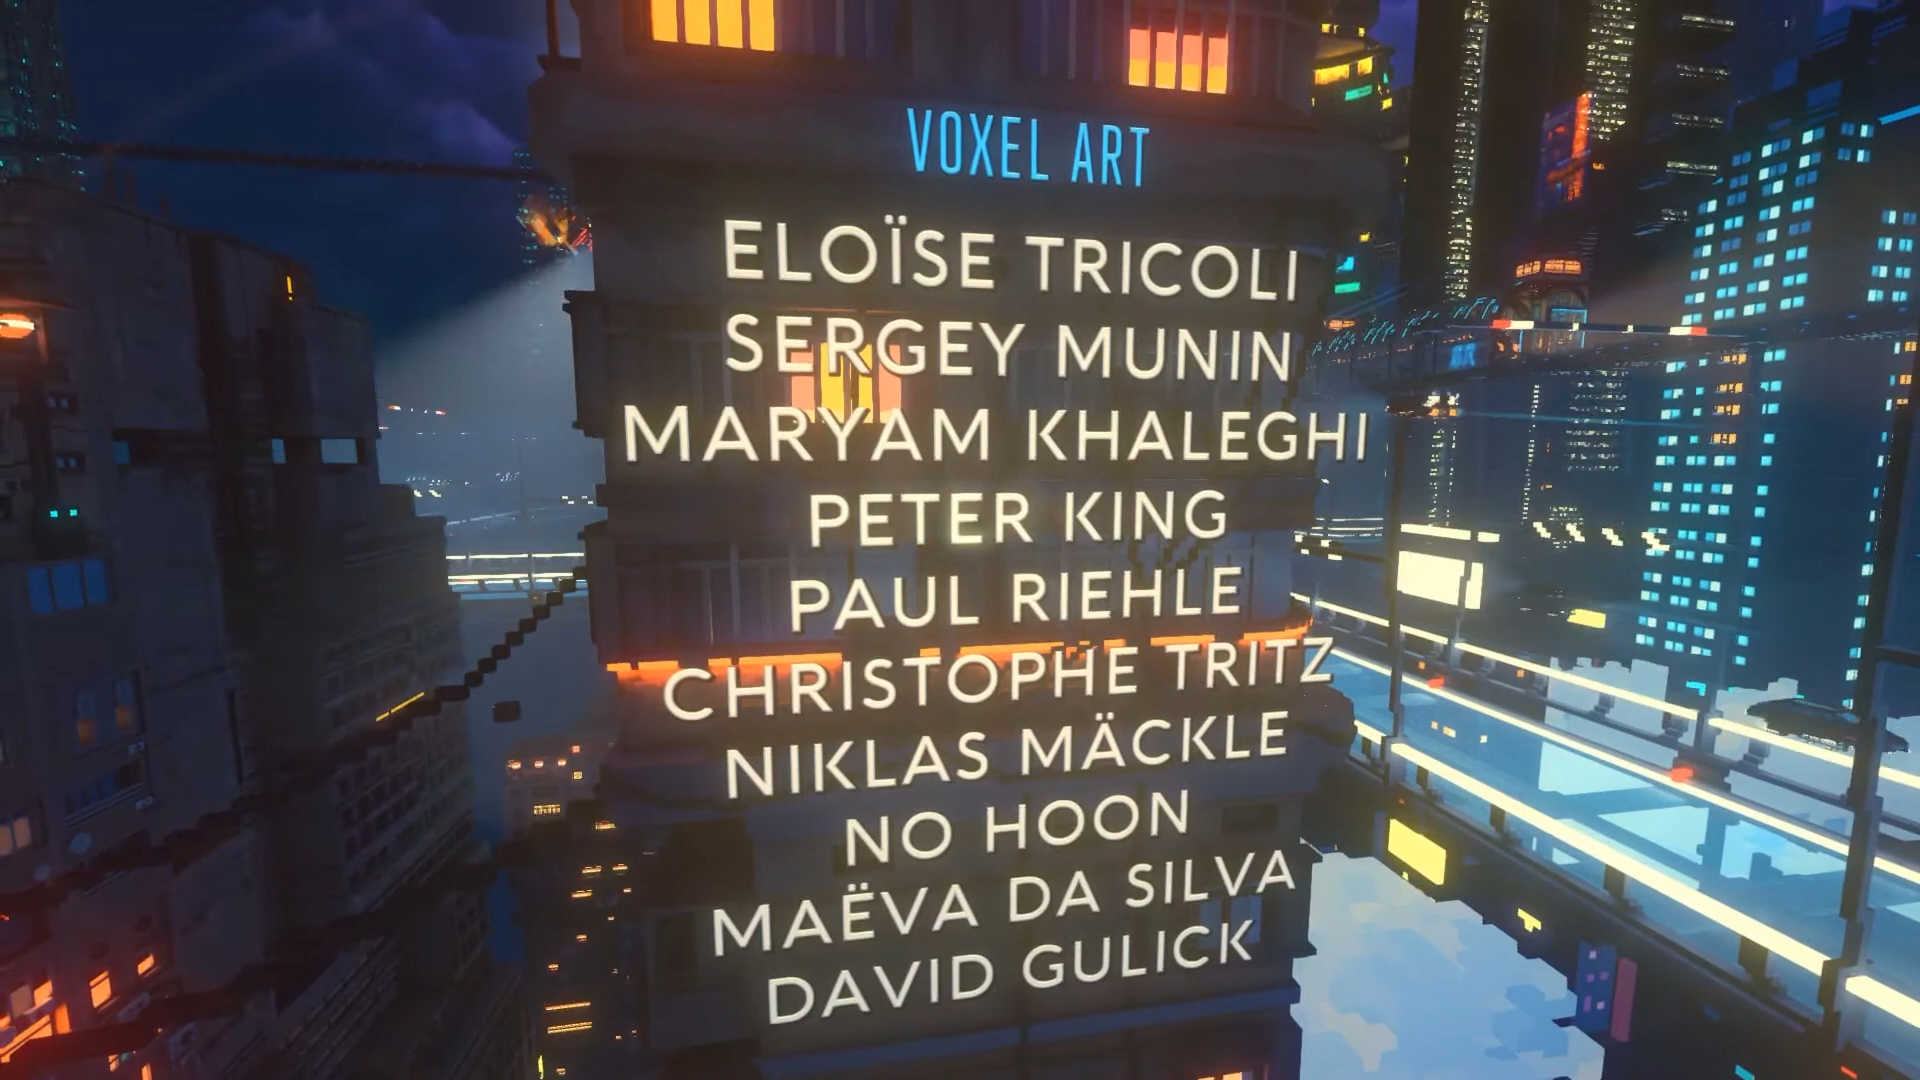 VOXEL ART
ELOÏSE TRICOLI
SERGEY MUNIN
MARYAM KHALEGHI
PETER KING
PAUL RIEHLE
CHRISTOPHE TRITZ
NIKLAS MÄCKLE
NO HOON
MAËVA DA SILVA
DAVID GULICK